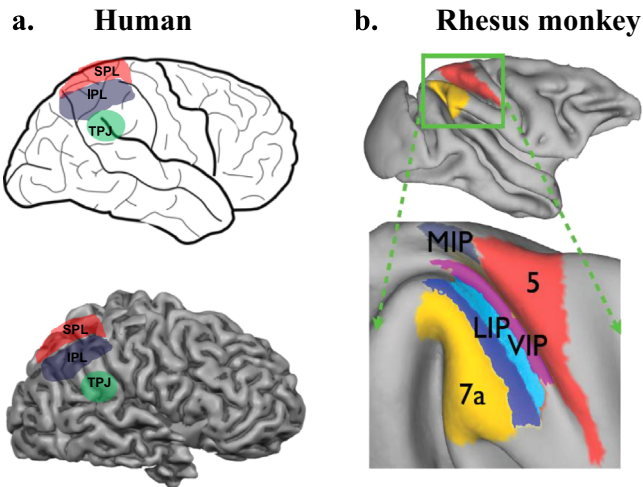 a. Human
SPL
IPL
TPJ
SPL
IPL
TPJ
b. Rhesus monkey
MIP
5
LIP
VIP
7a